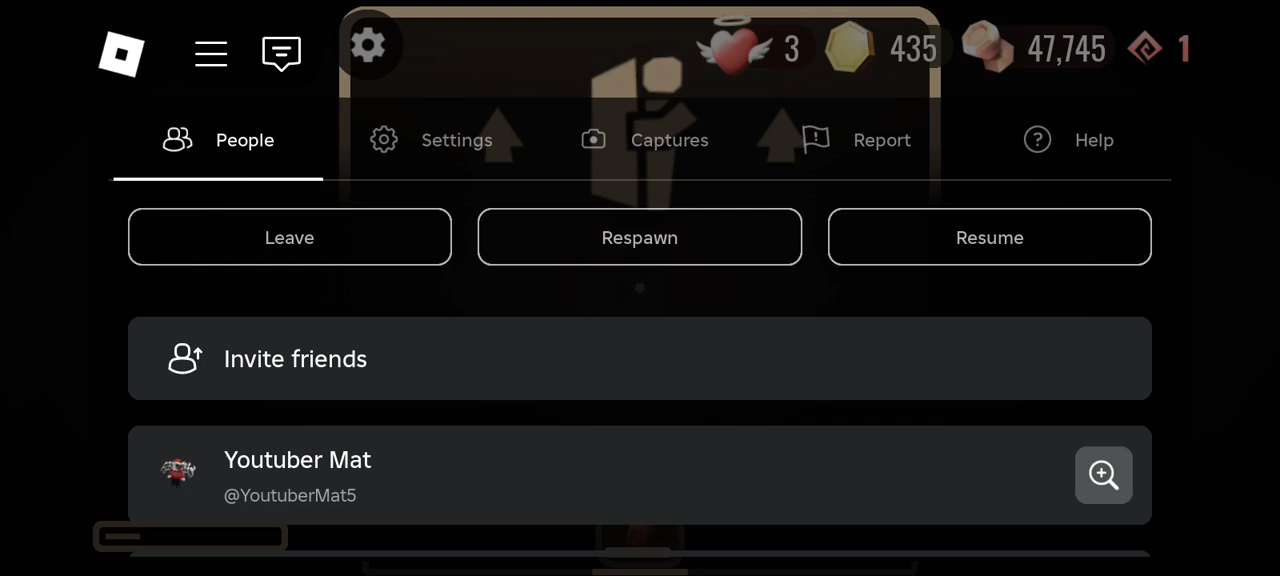 3
435
47,745
1
People
Settings
Captures
Report
Help
Leave
Respawn
Resume
Invite friends
Youtuber Mat
@YoutuberMat5